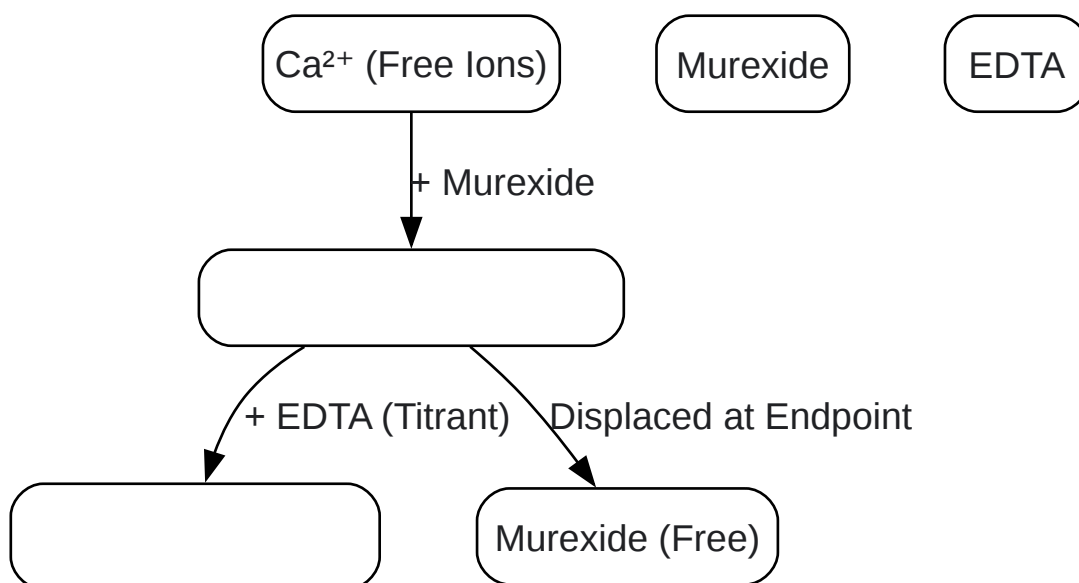 Ca²⁺ (Free Ions)
Murexide
EDTA
+ Murexide
+ EDTA (Titrant)
Displaced at Endpoint
Murexide (Free)